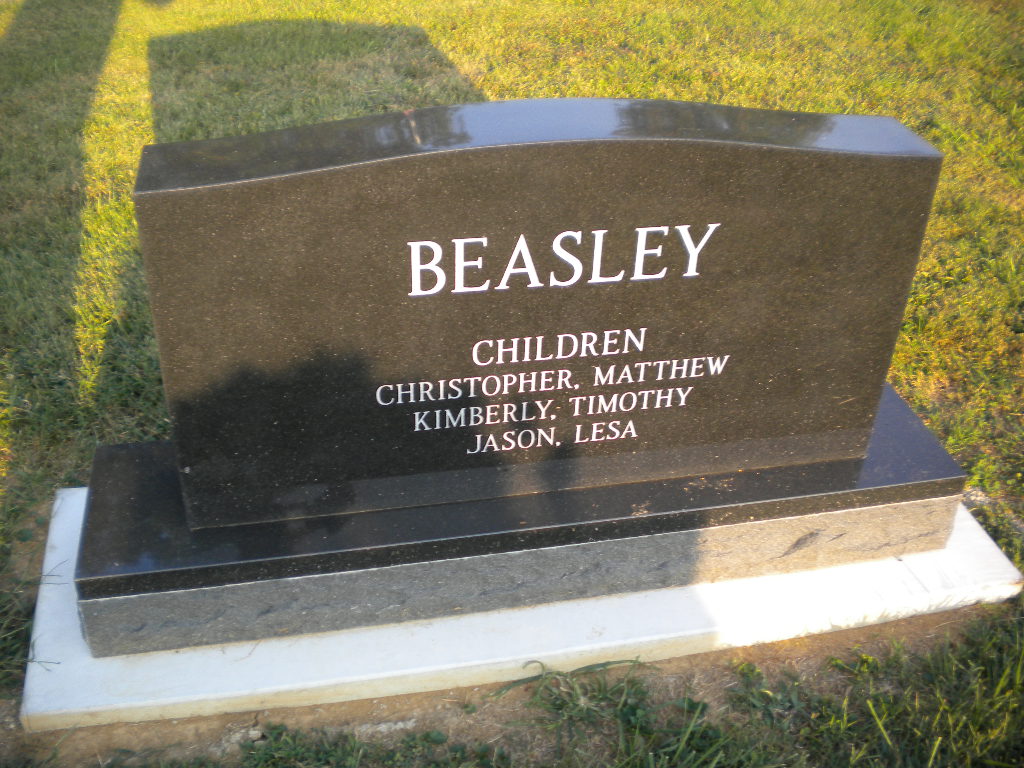 BEASLEY
CHILDREN
CHRISTOPHER, MATTHEW
KIMBERLY, TIMOTHY
JASON, LESA